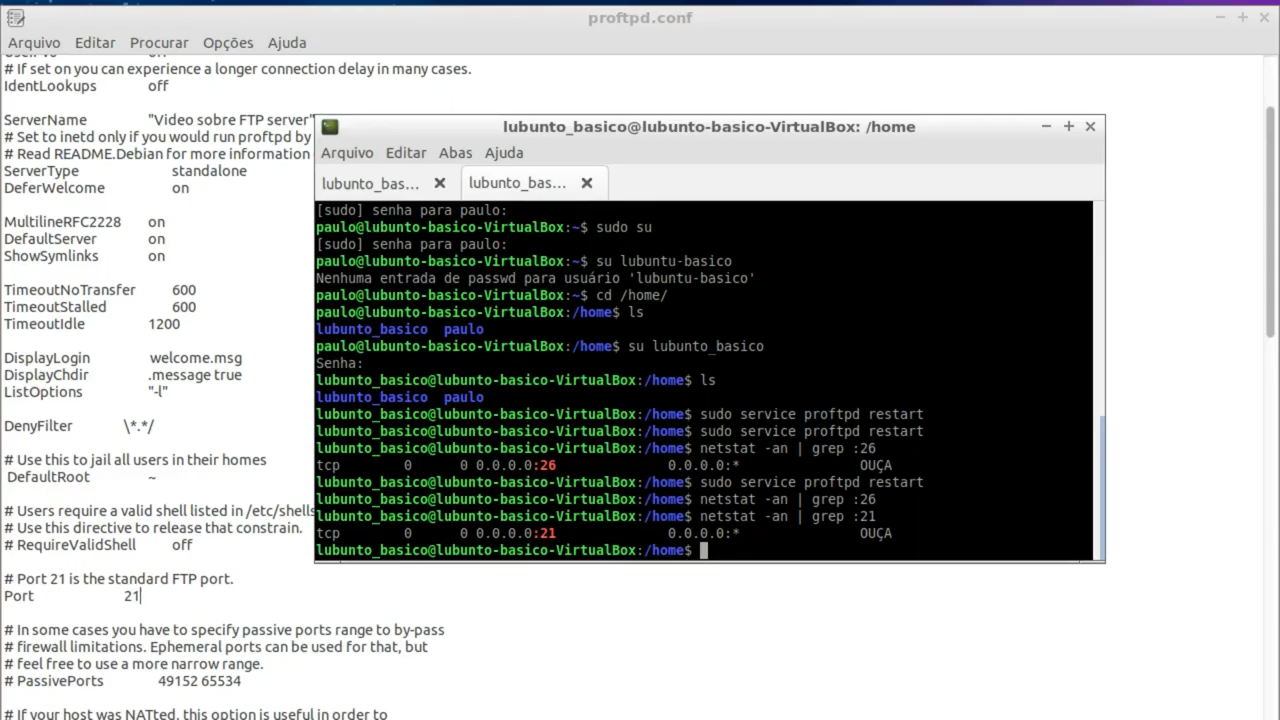 proftpd.conf
Arquivo Editar Procurar Opções Ajuda
# If set on you can experience a longer connection delay in many cases.
IdentLookups off
ServerName "Video sobre FTP server"
# Set to inetd only if you would run proftpd by
# Read README.Debian for more information
ServerType standalone
DeferWelcome on
MultilineRFC2228 on
DefaultServer on
ShowSymlinks on
TimeoutNoTransfer 600
TimeoutStalled 600
TimeoutIdle 1200
DisplayLogin welcome.msg
DisplayChdir .message true
ListOptions "-l"
DenyFilter \*.*/
# Use this to jail all users in their homes
DefaultRoot ~
# Users require a valid shell listed in /etc/shells
# Use this directive to release that constrain.
# RequireValidShell off
# Port 21 is the standard FTP port.
Port 21
# In some cases you have to specify passive ports range to by-pass
# firewall limitations. Ephemeral ports can be used for that, but
# feel free to use a more narrow range.
# PassivePorts 49152 65534
# If your host was NATted, this option is useful in order to
lubunto_basico@lubunto-basico-VirtualBox: /home
Arquivo Editar Abas Ajuda
lubunto_bas... lubunto_bas...
[sudo] senha para paulo:
paulo@lubunto-basico-VirtualBox:~$ sudo su
[sudo] senha para paulo:
paulo@lubunto-basico-VirtualBox:~$ su lubuntu-basico
Nenhuma entrada de passwd para usuário 'lubuntu-basico'
paulo@lubunto-basico-VirtualBox:~$ cd /home/
paulo@lubunto-basico-VirtualBox:/home$ ls
lubunto_basico paulo
paulo@lubunto-basico-VirtualBox:/home$ su lubunto_basico
Senha:
lubunto_basico@lubunto-basico-VirtualBox:/home$ ls
lubunto_basico paulo
lubunto_basico@lubunto-basico-VirtualBox:/home$ sudo service proftpd restart
lubunto_basico@lubunto-basico-VirtualBox:/home$ sudo service proftpd restart
lubunto_basico@lubunto-basico-VirtualBox:/home$ netstat -an | grep :26
tcp 0 0 0.0.0.0:26 0.0.0.0:* OUÇA
lubunto_basico@lubunto-basico-VirtualBox:/home$ sudo service proftpd restart
lubunto_basico@lubunto-basico-VirtualBox:/home$ netstat -an | grep :26
lubunto_basico@lubunto-basico-VirtualBox:/home$ netstat -an | grep :21
tcp 0 0 0.0.0.0:21 0.0.0.0:* OUÇA
lubunto_basico@lubunto-basico-VirtualBox:/home$